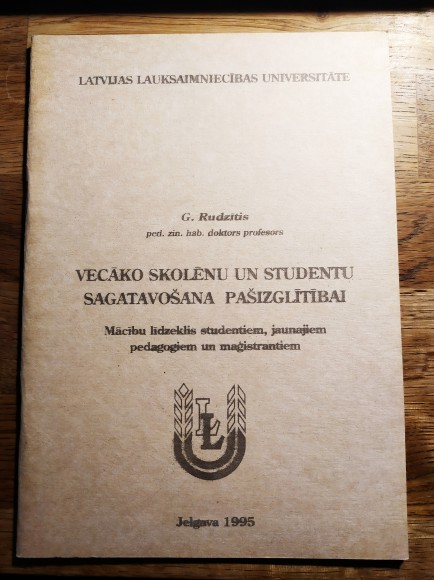 LATVIJAS LAUKSAIMNIECĪBAS UNIVERSITĀTE
G. Rudzītis
ped. zin. hab. doktors profesors
VECĀKO SKOLĒNU UN STUDENTU
SAGATAVOŠANA PAŠIZGLĪTĪBAI
Mācību līdzeklis studentiem, jaunajiem
pedagogiem un maģistrantiem
LLU
Jelgava 1995